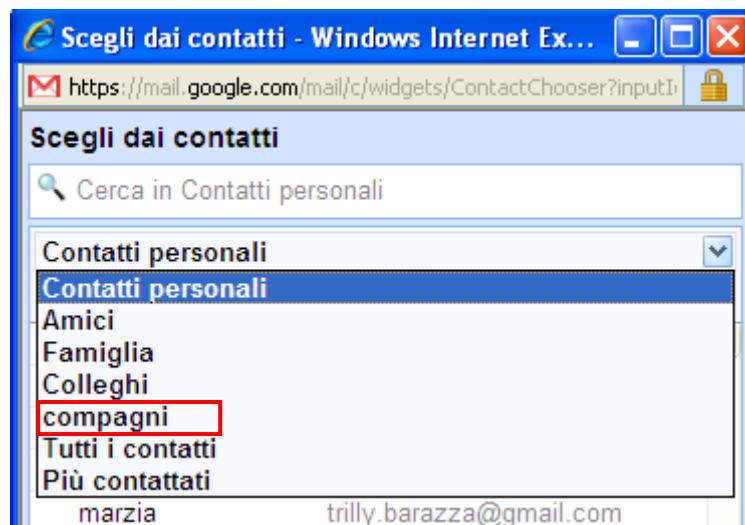 Scegli dai contatti - Windows Internet Ex...
https://mail.google.com/mail/c/widgets/ContactChooser?inputI
Scegli dai contatti
Cerca in Contatti personali
Contatti personali
Contatti personali
Amici
Famiglia
Colleghi
compagni
Tutti i contatti
Più contattati
marzia trilly.barazza@gmail.com